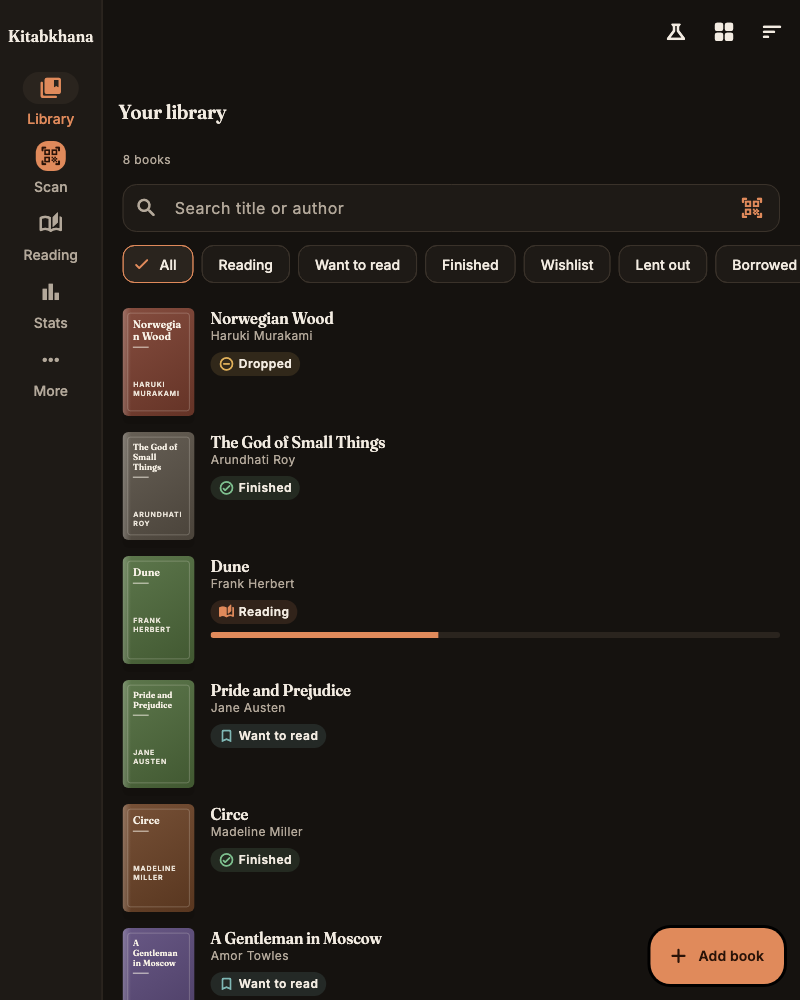 Kitabkhana
Library
Scan
Reading
Stats
More
Your library
8 books
Search title or author
All
Reading
Want to read
Finished
Wishlist
Lent out
Borrowed
Norwegia
n Wood
HARUKI
MURAKAMI
Norwegian Wood
Haruki Murakami
Dropped
The God of
Small
Things
ARUNDHATI
ROY
The God of Small Things
Arundhati Roy
Finished
Dune
FRANK
HERBERT
Dune
Frank Herbert
Reading
Pride and
Prejudice
JANE
AUSTEN
Pride and Prejudice
Jane Austen
Want to read
Circe
MADELINE
MILLER
Circe
Madeline Miller
Finished
A
Gentleman
in Moscow
A Gentleman in Moscow
Amor Towles
Want to read
Add book